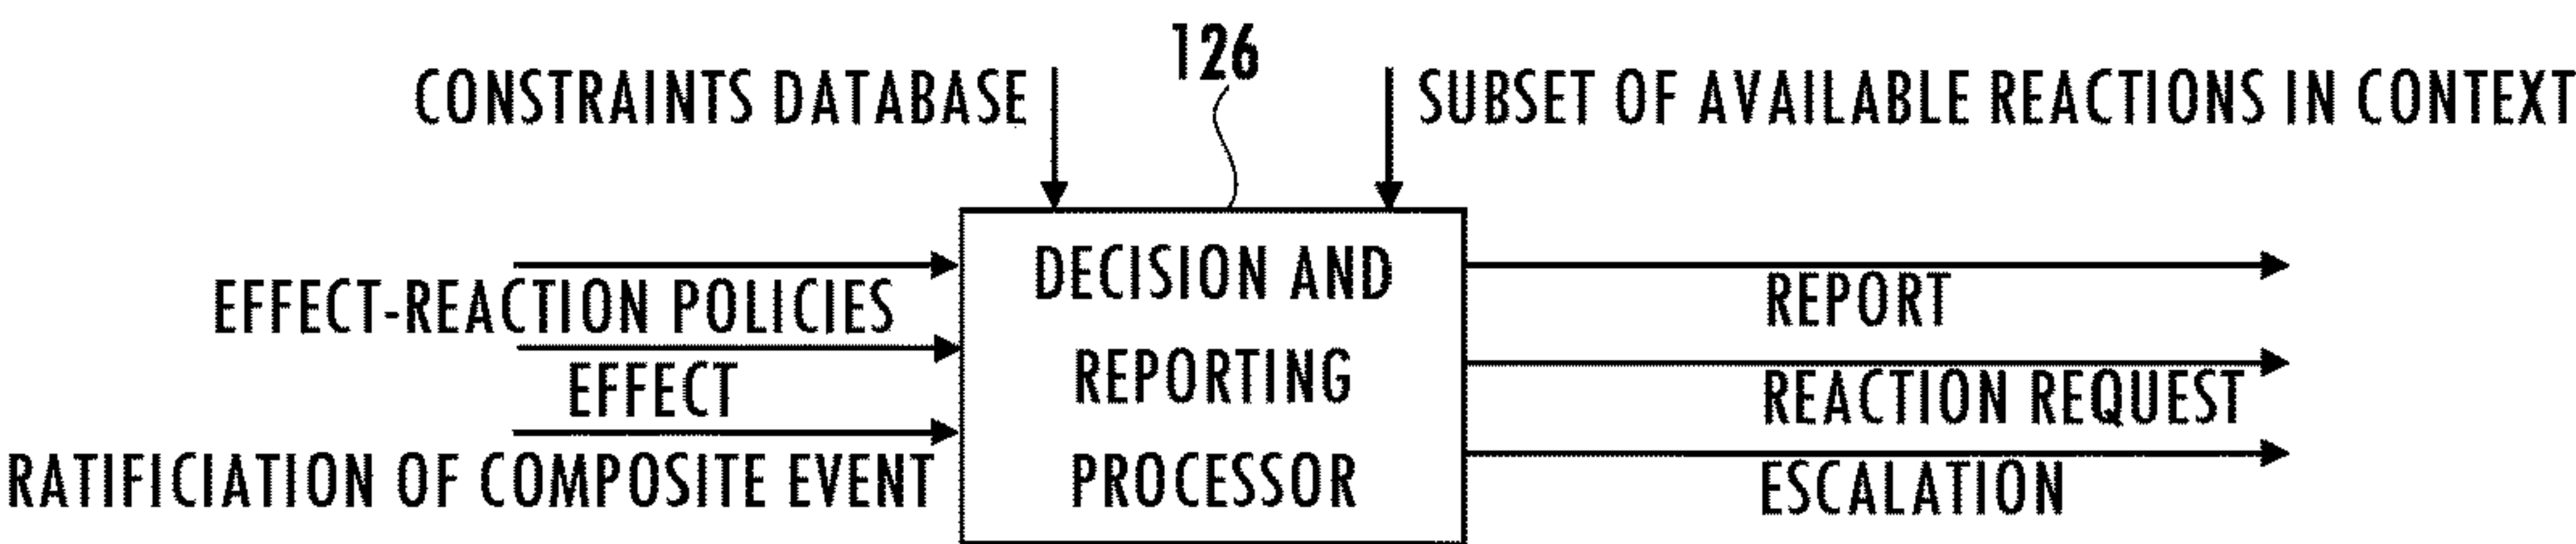 126
CONSTRAINTS DATABASE
SUBSET OF AVAILABLE REACTIONS IN CONTEXT
DECISION AND
REPORTING
PROCESSOR
EFFECT-REACTION POLICIES
EFFECT
RATIFICIATION OF COMPOSITE EVENT
REPORT
REACTION REQUEST
ESCALATION